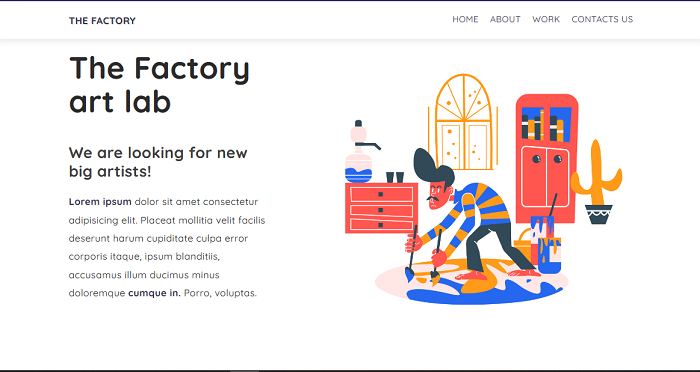 THE FACTORY
HOME ABOUT WORK CONTACTS US
The Factory
art lab
We are looking for new
big artists!
Lorem ipsum dolor sit amet consectetur
adipisicing elit. Placeat mollitia velit facilis
deserunt harum cupiditate culpa error
corporis itaque, ipsum blanditiis,
accusamus illum ducimus minus
doloremque cumque in. Porro, voluptas.